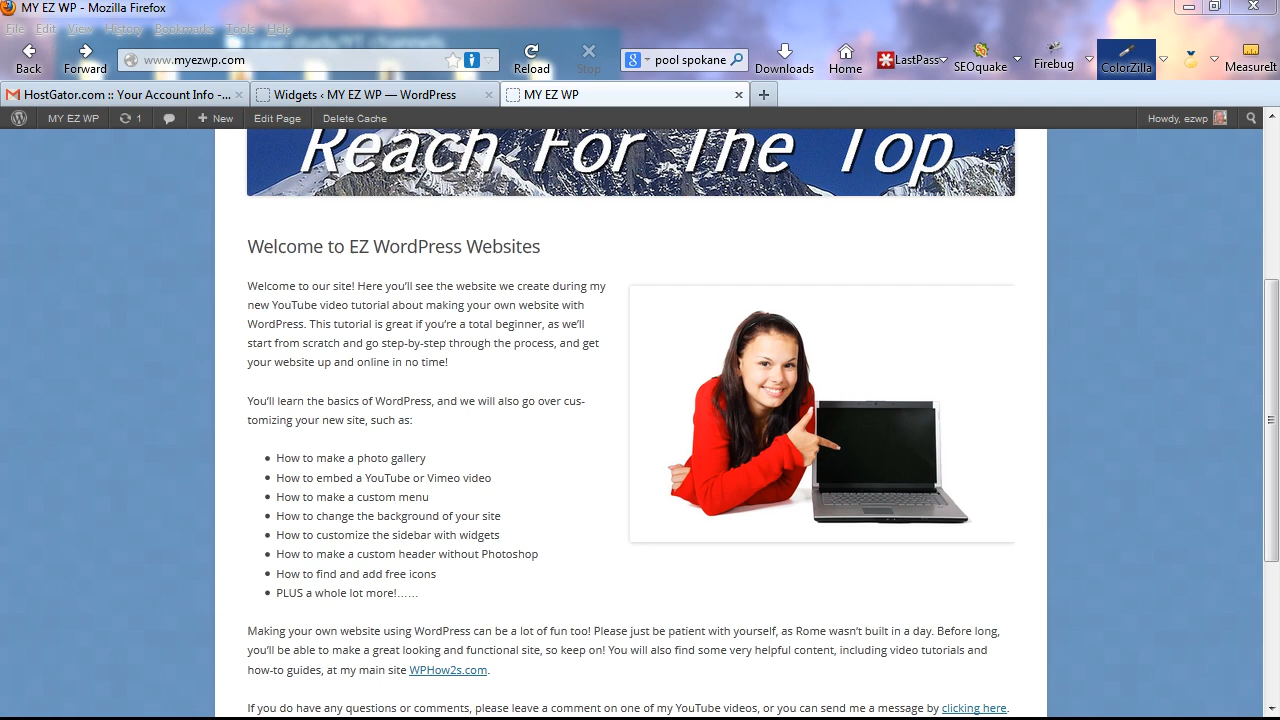 MY EZ WP - Mozilla Firefox
File Edit View History Bookmarks Tools Help
Back Forward www.myezwp.com Reload Stop pool spokane Downloads Home LastPass SEOquake Firebug ColorZilla MeasureIt
HostGator.com :: Your Account Info -... Widgets ‹ MY EZ WP — WordPress MY EZ WP
MY EZ WP 1 New Edit Page Delete Cache Howdy, ezwp
Reach For The Top
Welcome to EZ WordPress Websites
Welcome to our site! Here you'll see the website we create during my
new YouTube video tutorial about making your own website with
WordPress. This tutorial is great if you're a total beginner, as we'll
start from scratch and go step-by-step through the process, and get
your website up and online in no time!
You'll learn the basics of WordPress, and we will also go over cus-
tomizing your new site, such as:
• How to make a photo gallery
• How to embed a YouTube or Vimeo video
• How to make a custom menu
• How to change the background of your site
• How to customize the sidebar with widgets
• How to make a custom header without Photoshop
• How to find and add free icons
• PLUS a whole lot more!......
Making your own website using WordPress can be a lot of fun too! Please just be patient with yourself, as Rome wasn't built in a day. Before long,
you'll be able to make a great looking and functional site, so keep on! You will also find some very helpful content, including video tutorials and
how-to guides, at my main site WPHow2s.com.
If you do have any questions or comments, please leave a comment on one of my YouTube videos, or you can send me a message by clicking here.